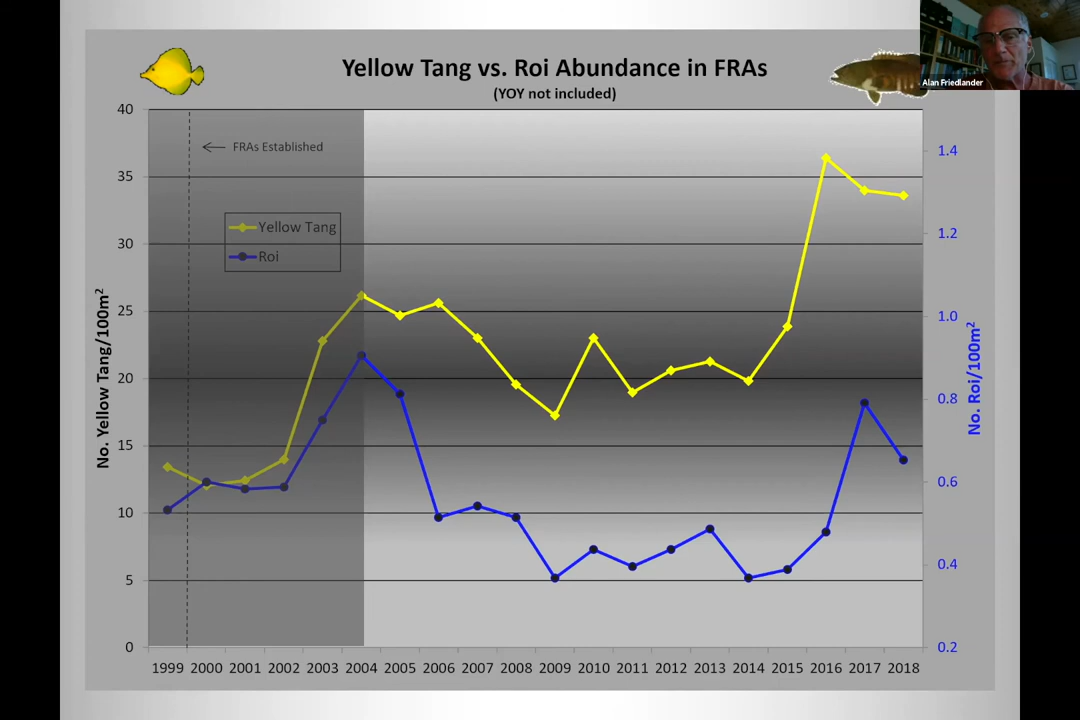 Yellow Tang vs. Roi Abundance in FRAs
(YOY not included)
Alan Friedlander
FRAs Established
Yellow Tang
Roi
No. Yellow Tang/100m²
40
35
30
25
20
15
10
5
0
No. Roi/100m²
1.4
1.2
1.0
0.8
0.6
0.4
0.2
1999 2000 2001 2002 2003 2004 2005 2006 2007 2008 2009 2010 2011 2012 2013 2014 2015 2016 2017 2018